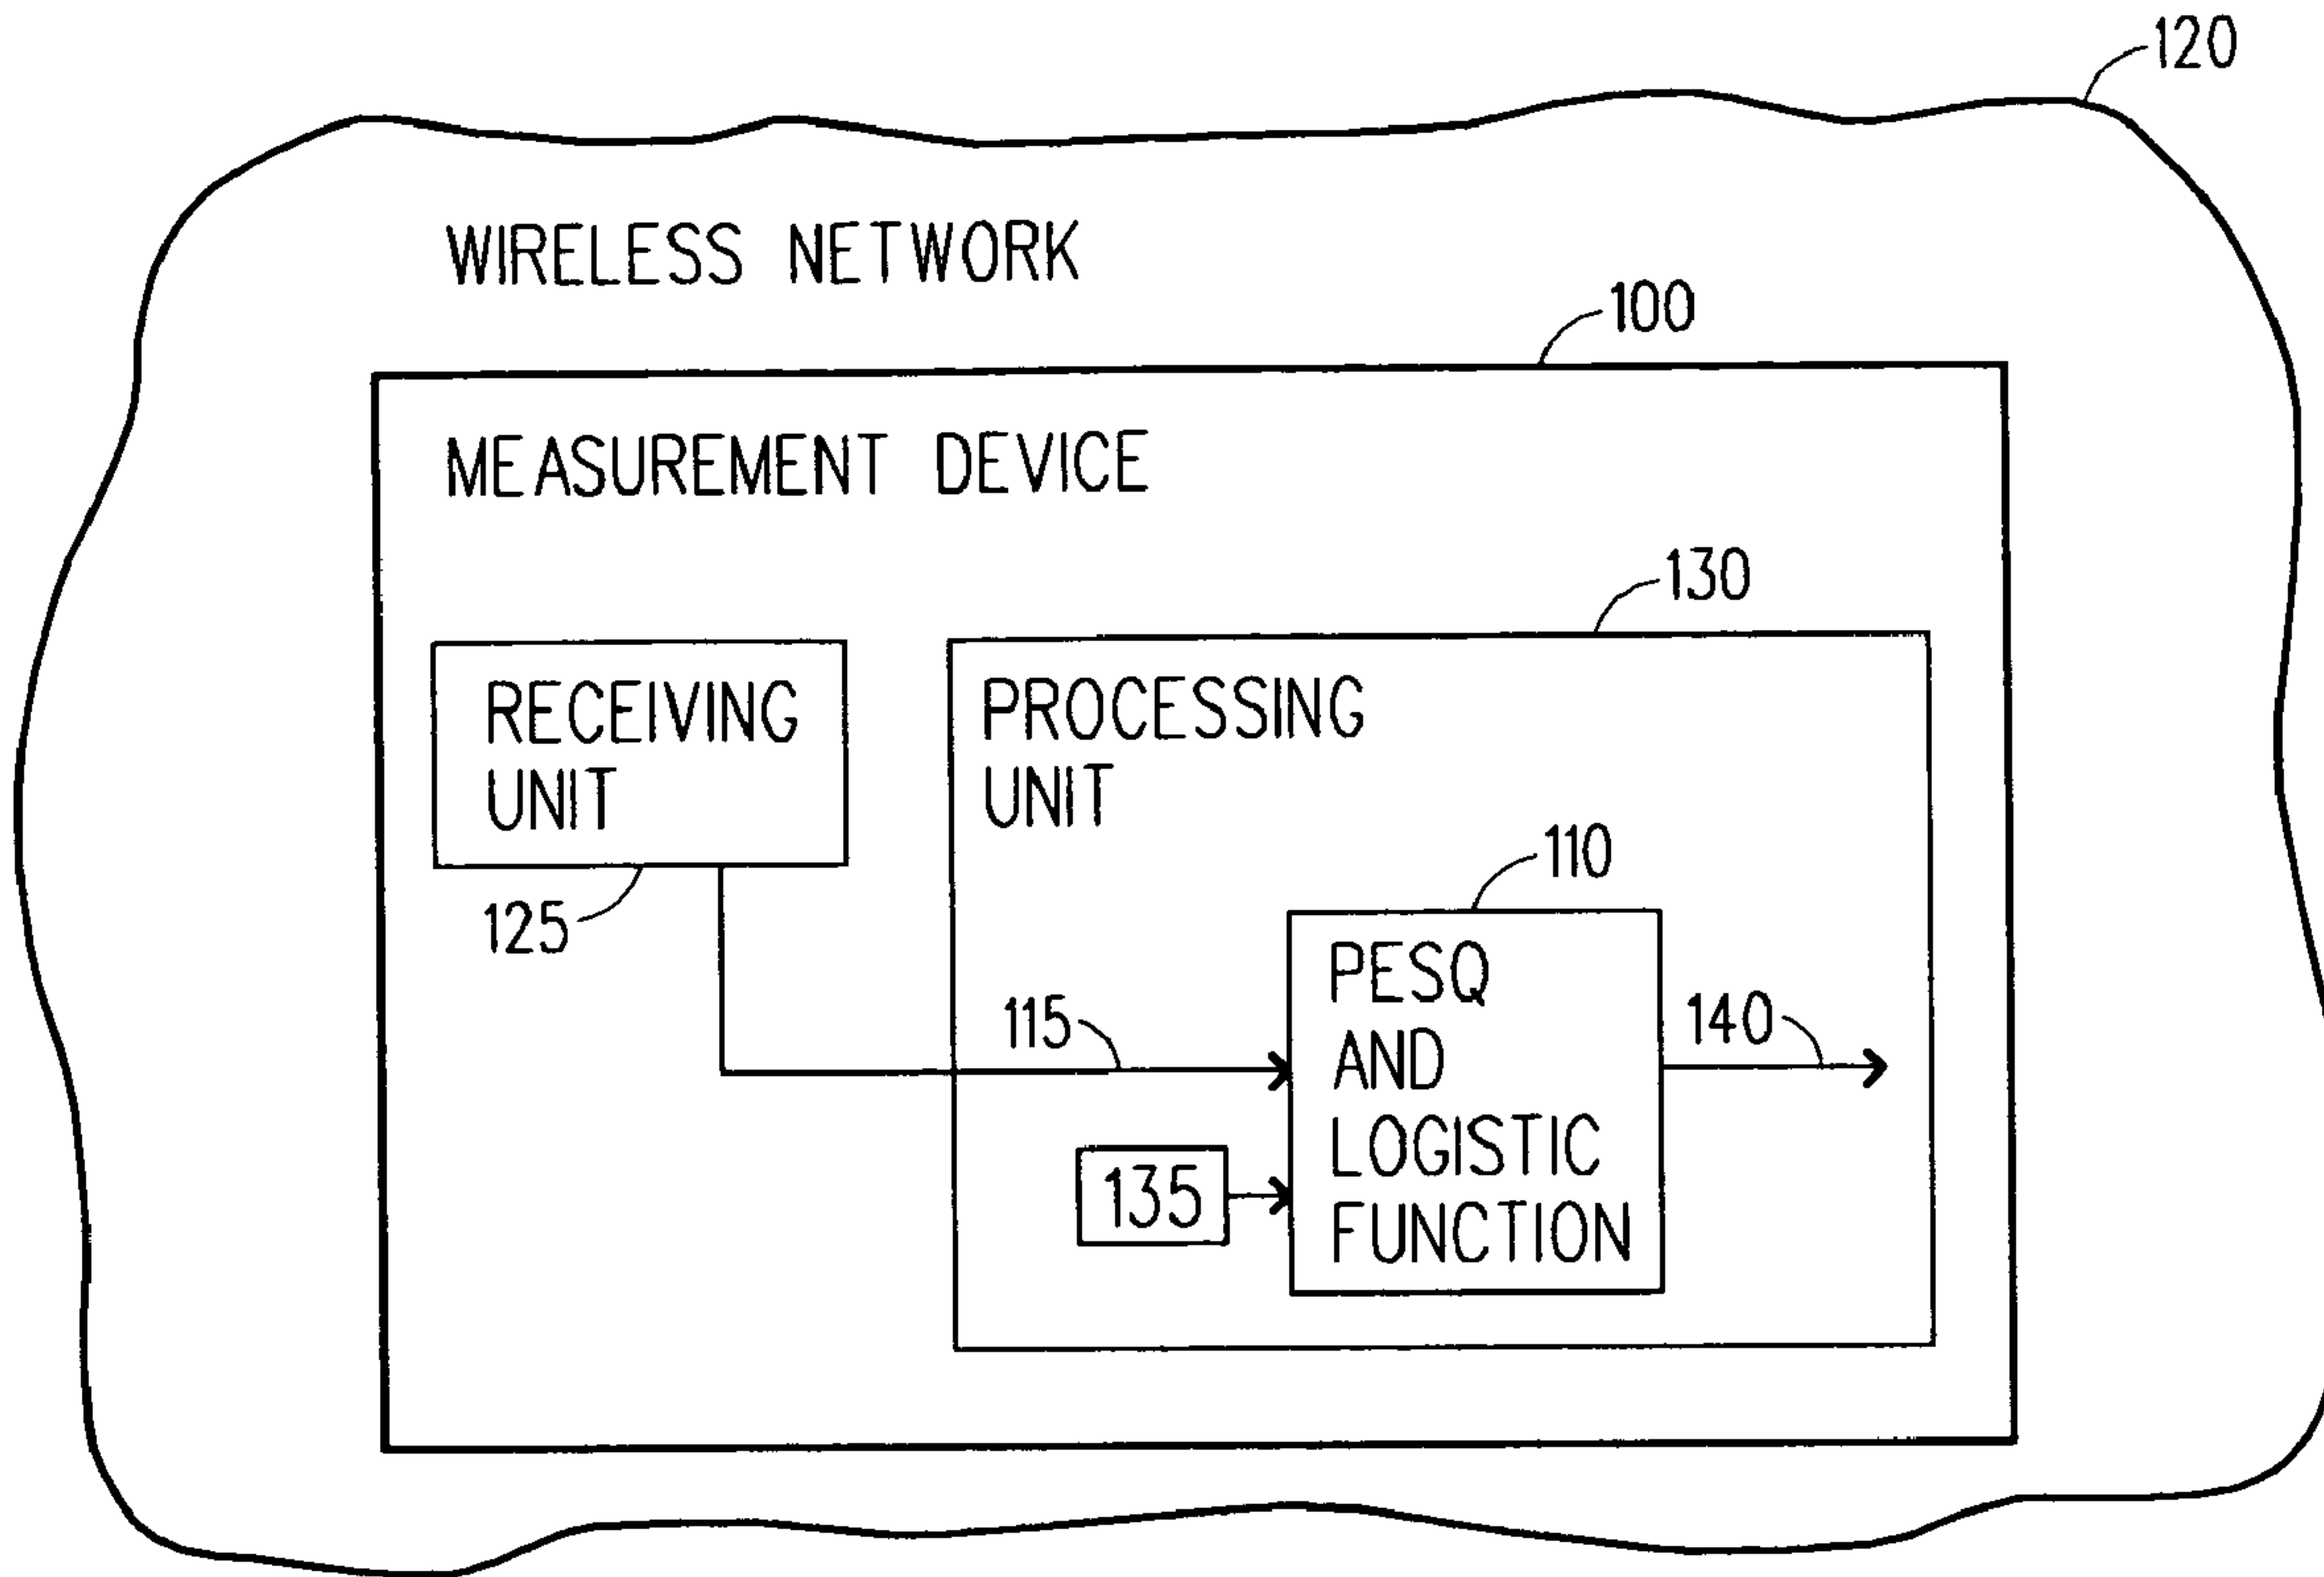 120
WIRELESS NETWORK
100
MEASUREMENT DEVICE
130
RECEIVING
UNIT
125
PROCESSING
UNIT
110
PESQ
AND
LOGISTIC
FUNCTION
115
140
135